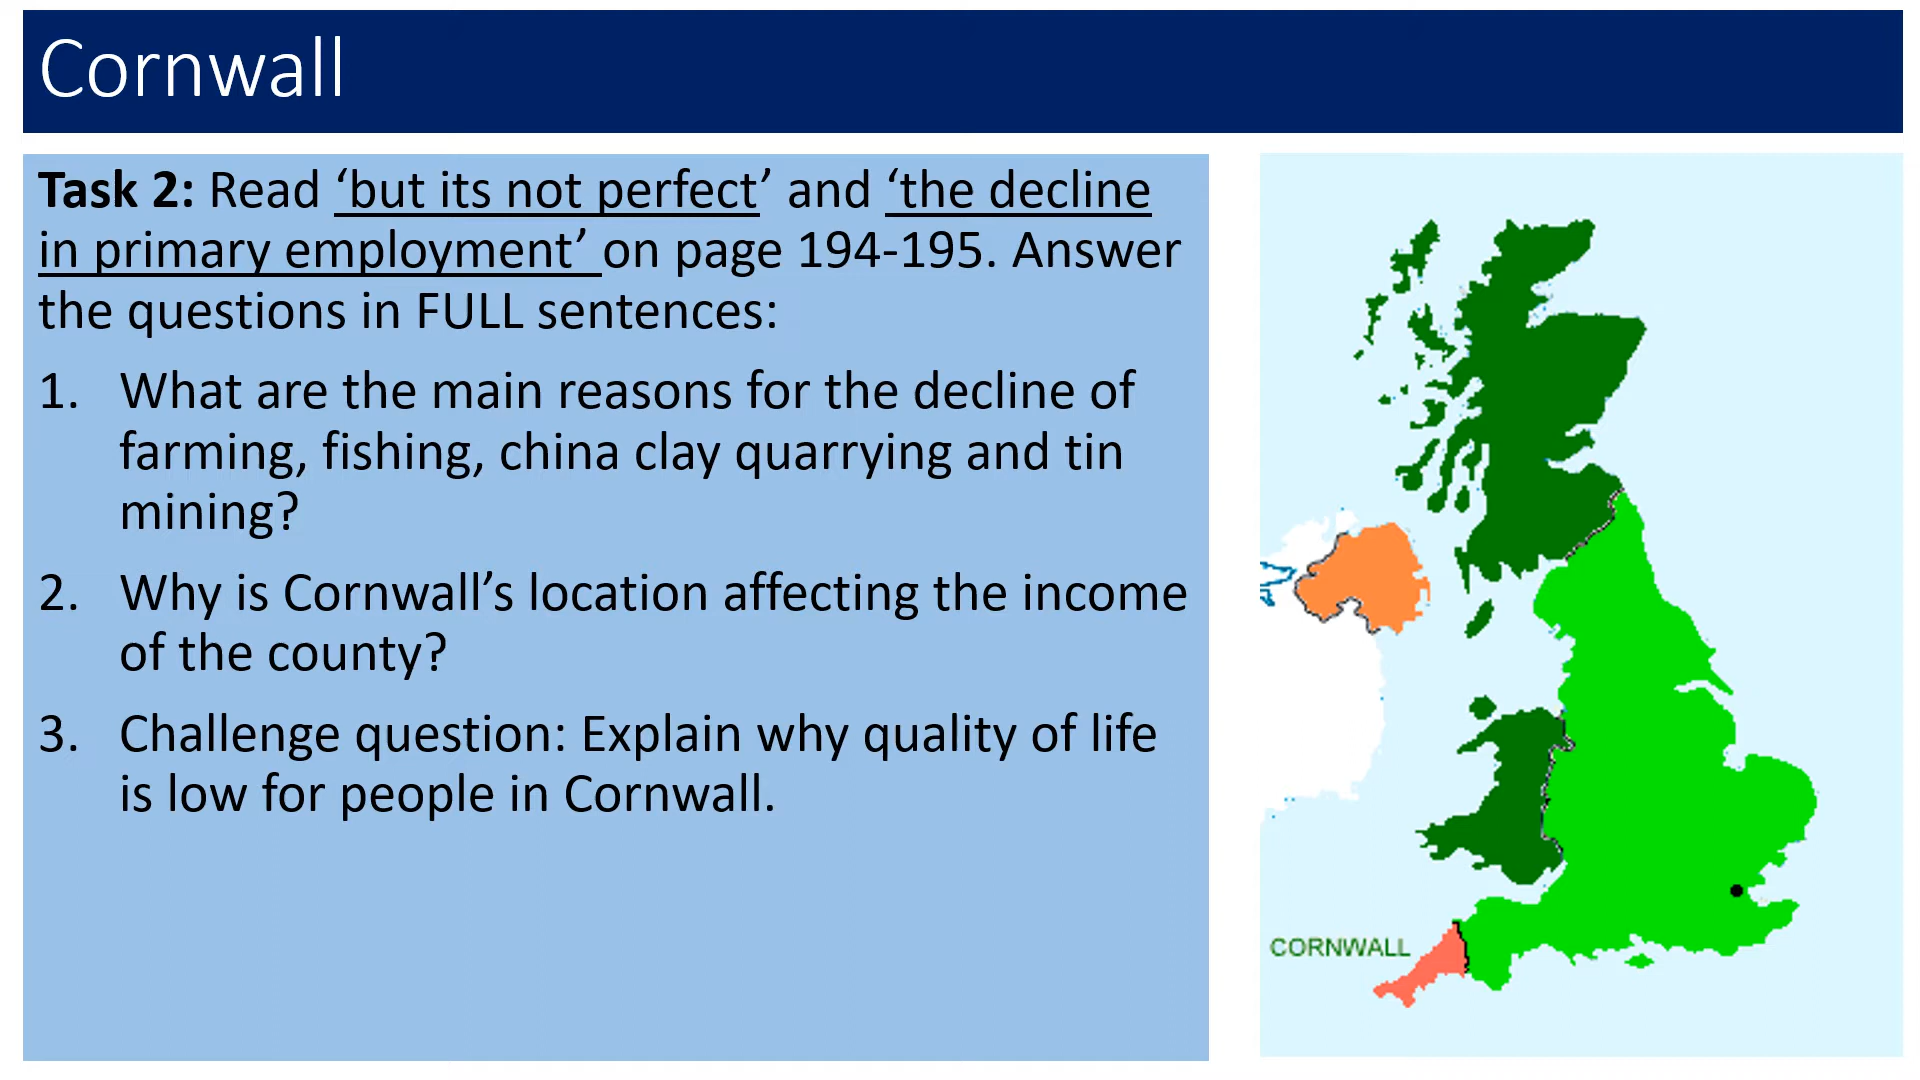 Cornwall
Task 2: Read ‘but its not perfect’ and ‘the decline
in primary employment’ on page 194-195. Answer
the questions in FULL sentences:
1. What are the main reasons for the decline of
farming, fishing, china clay quarrying and tin
mining?
2. Why is Cornwall’s location affecting the income
of the county?
3. Challenge question: Explain why quality of life
is low for people in Cornwall.
CORNWALL